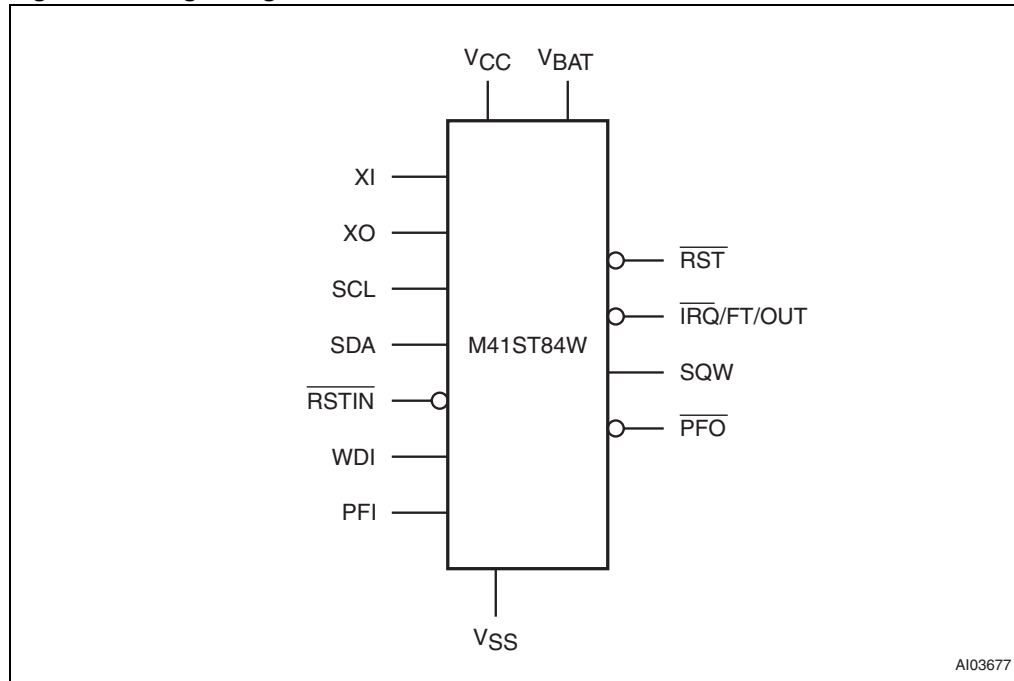 VCC VBAT
XI
XO
SCL
SDA
RSTIN
WDI
PFI
M41ST84W
RST
IRQ/FT/OUT
SQW
PFO
VSS
AI03677